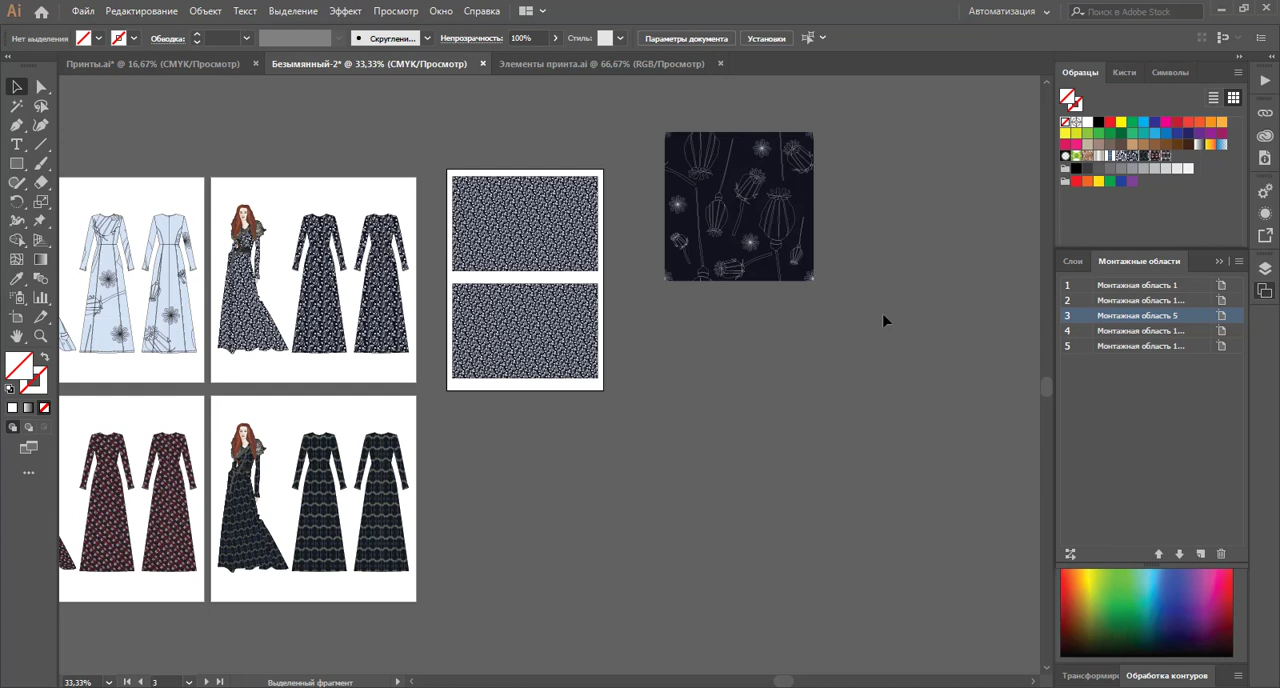 Ai Файл Редактирование Объект Текст Выделение Эффект Просмотр Окно Справка Автоматизация Поиск в Adobe Stock
Нет выделения Обводка: Скруглени... Непрозрачность: 100% Стиль: Параметры документа Установки
Принты.ai* @ 16,67% (CMYK/Просмотр) × Безымянный-2* @ 33,33% (CMYK/Просмотр) × Элементы принта.ai @ 66,67% (RGB/Просмотр) ×
Образцы Кисти Символы
Слои Монтажные области
1 Монтажная область 1
2 Монтажная область 1...
3 Монтажная область 5
4 Монтажная область 1...
5 Монтажная область 1...
Трансформир Обработка контуров
33,33% 3 Выделенный фрагмент